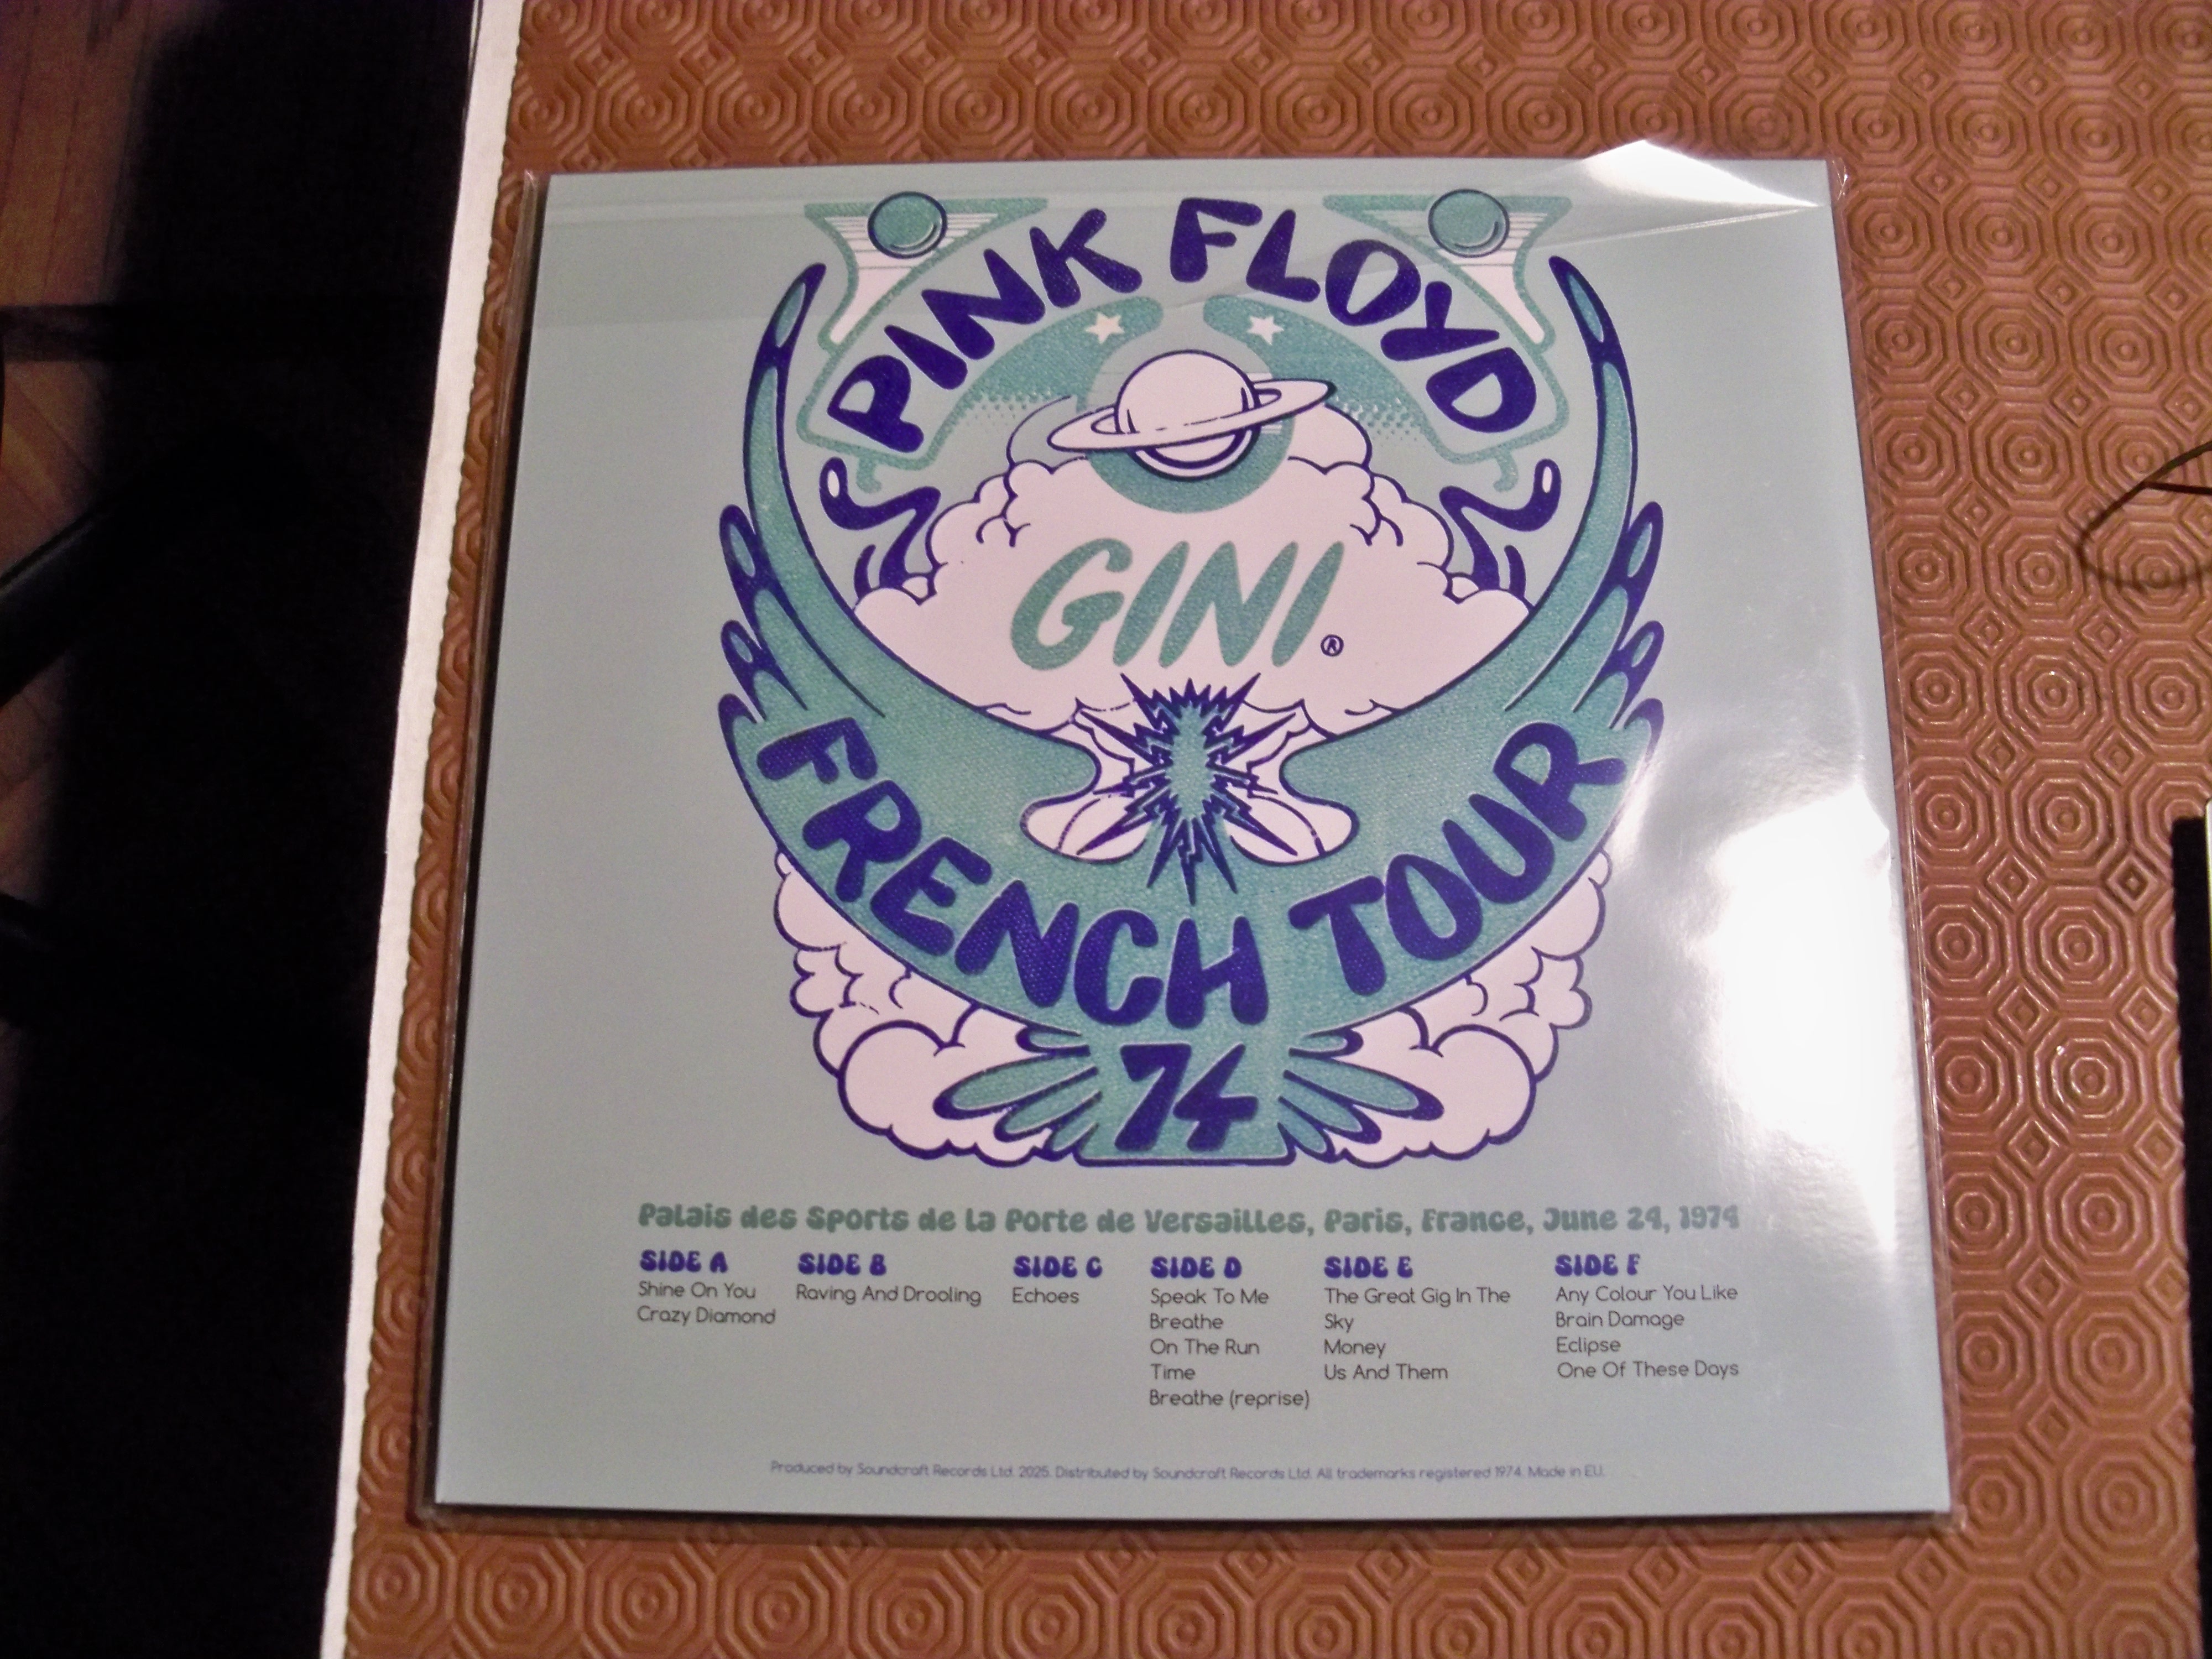 PINK FLOYD
GINI®
FRENCH TOUR
74
Palais des Sports de la Porte de Versailles, Paris, France, June 24, 1974
SIDE A
Shine On You
Crazy Diamond
SIDE B
Raving And Drooling
SIDE C
Echoes
SIDE D
Speak To Me
Breathe
On The Run
Time
Breathe (reprise)
SIDE E
The Great Gig In The
Sky
Money
Us And Them
SIDE F
Any Colour You Like
Brain Damage
Eclipse
One Of These Days
Produced by Soundcraft Records Ltd. 2025. Distributed by Soundcraft Records Ltd. All trademarks registered 1974. Made in EU.